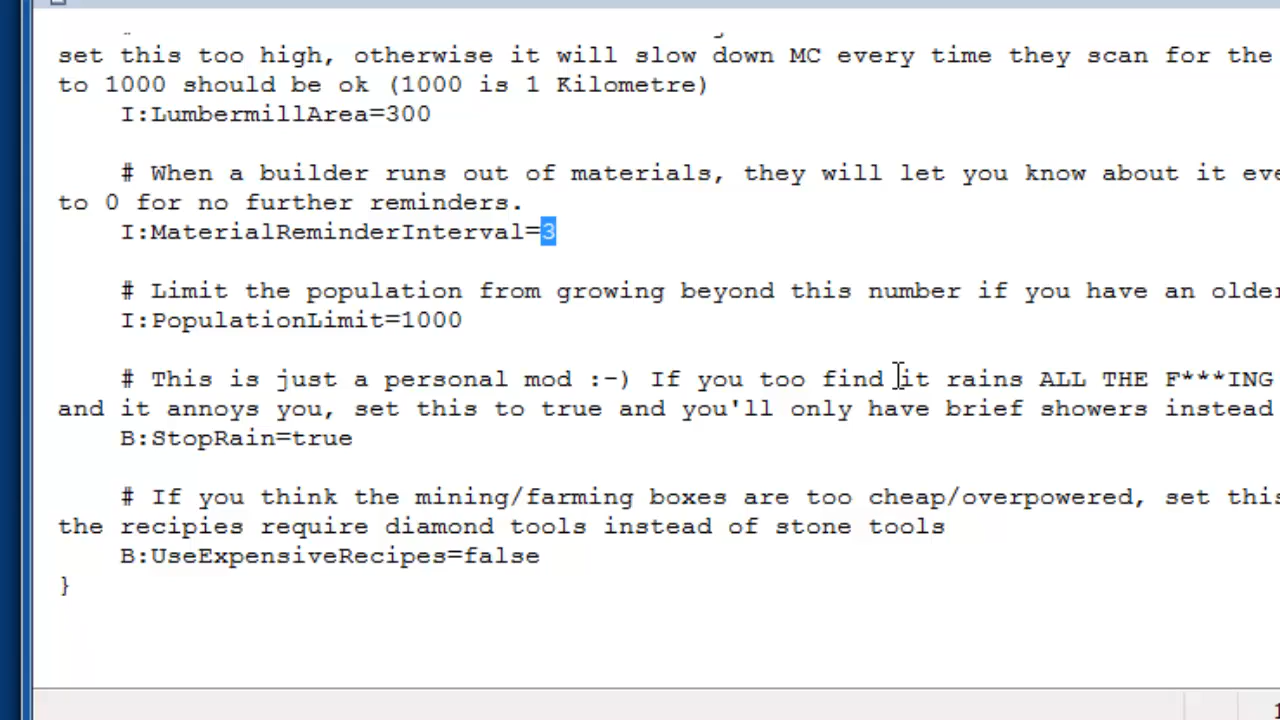 set this too high, otherwise it will slow down MC every time they scan for the
to 1000 should be ok (1000 is 1 Kilometre)
I:LumbermillArea=300
# When a builder runs out of materials, they will let you know about it eve
to 0 for no further reminders.
I:MaterialReminderInterval=3
# Limit the population from growing beyond this number if you have an older
I:PopulationLimit=1000
# This is just a personal mod :-) If you too find it rains ALL THE F***ING
and it annoys you, set this to true and you'll only have brief showers instead
B:StopRain=true
# If you think the mining/farming boxes are too cheap/overpowered, set this
the recipies require diamond tools instead of stone tools
B:UseExpensiveRecipes=false
}